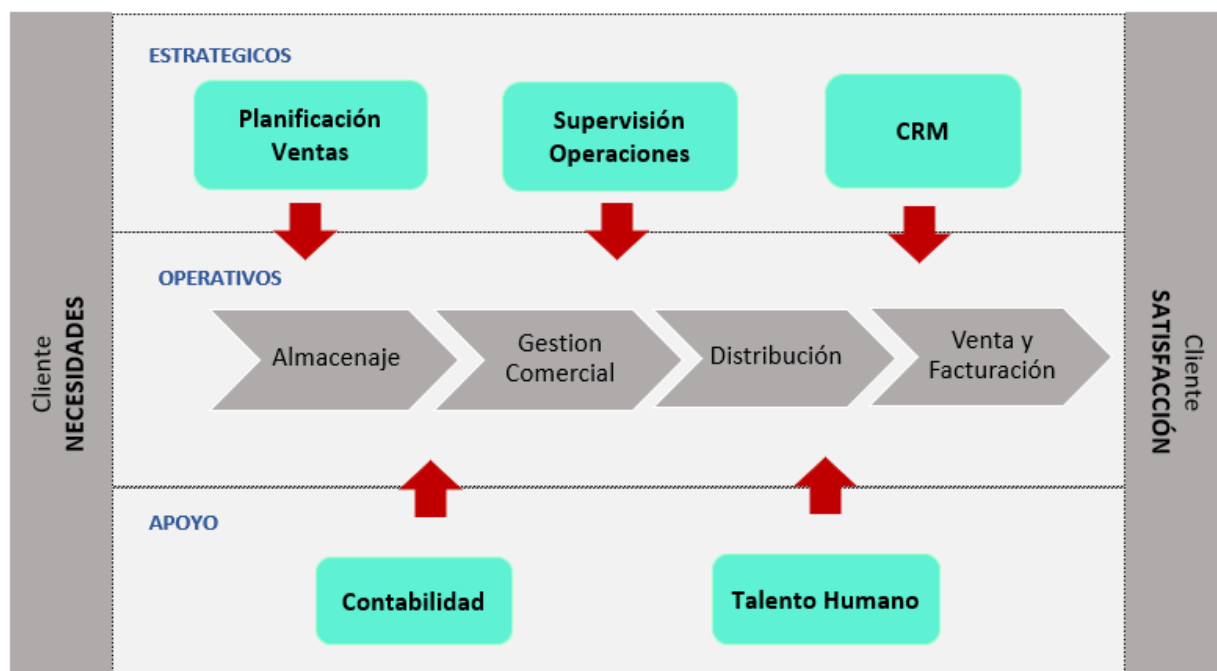 ESTRATEGICOS
Planificación
Ventas
Supervisión
Operaciones
CRM
Cliente
NECESIDADES
OPERATIVOS
Almacenaje
Gestion
Comercial
Distribución
Venta y
Facturación
Cliente
SATISFACCIÓN
APOYO
Contabilidad
Talento Humano